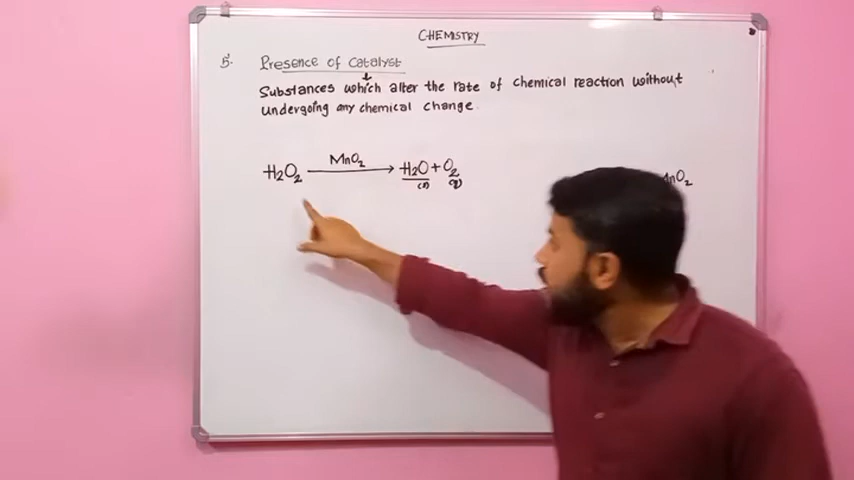 CHEMISTRY
5. Presence of Catalyst
Substances which alter the rate of chemical reaction without
undergoing any chemical change.
H₂O₂ —MnO₂→ H₂O + O₂
(l) (g)
MnO₂